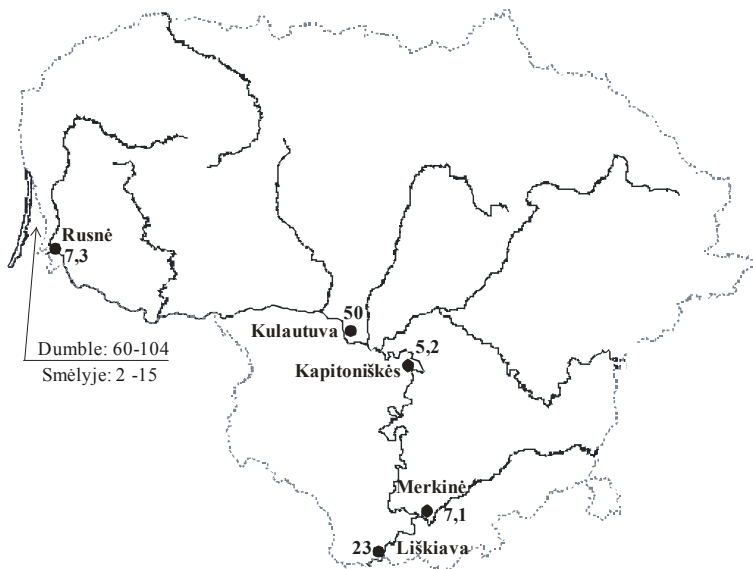 Rusnė
7,3
50
Kulautuva
5,2
Dumble: 60-104
Kapitoniškės
Smėlyje: 2 -15
Merkinė
7,1
23
Liškiava